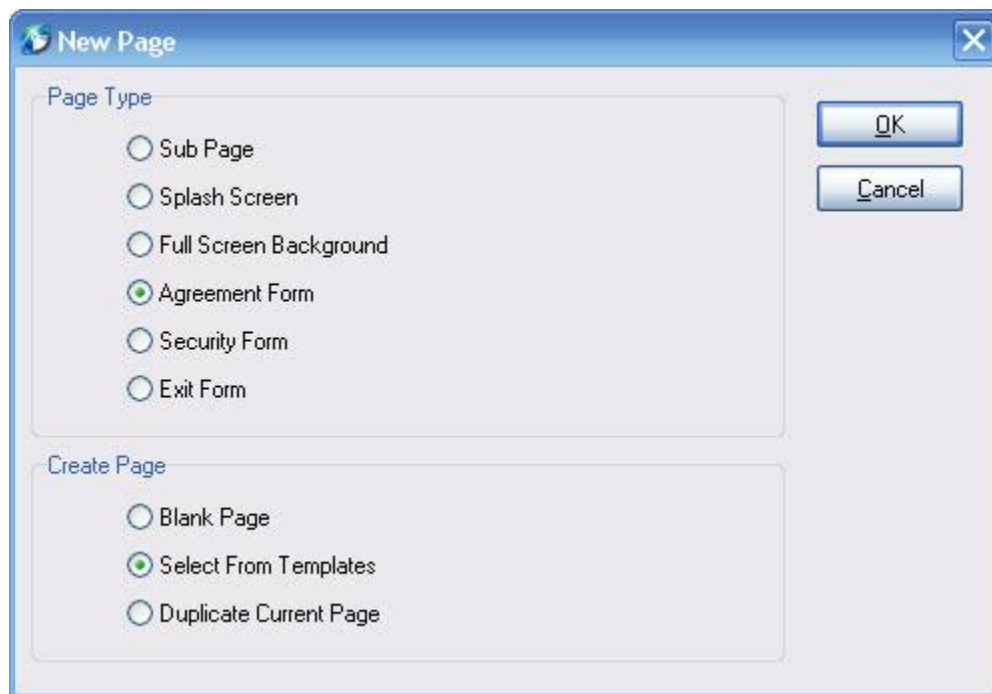 New Page
Page Type
Sub Page
Splash Screen
Full Screen Background
Agreement Form
Security Form
Exit Form
OK
Cancel
Create Page
Blank Page
Select From Templates
Duplicate Current Page